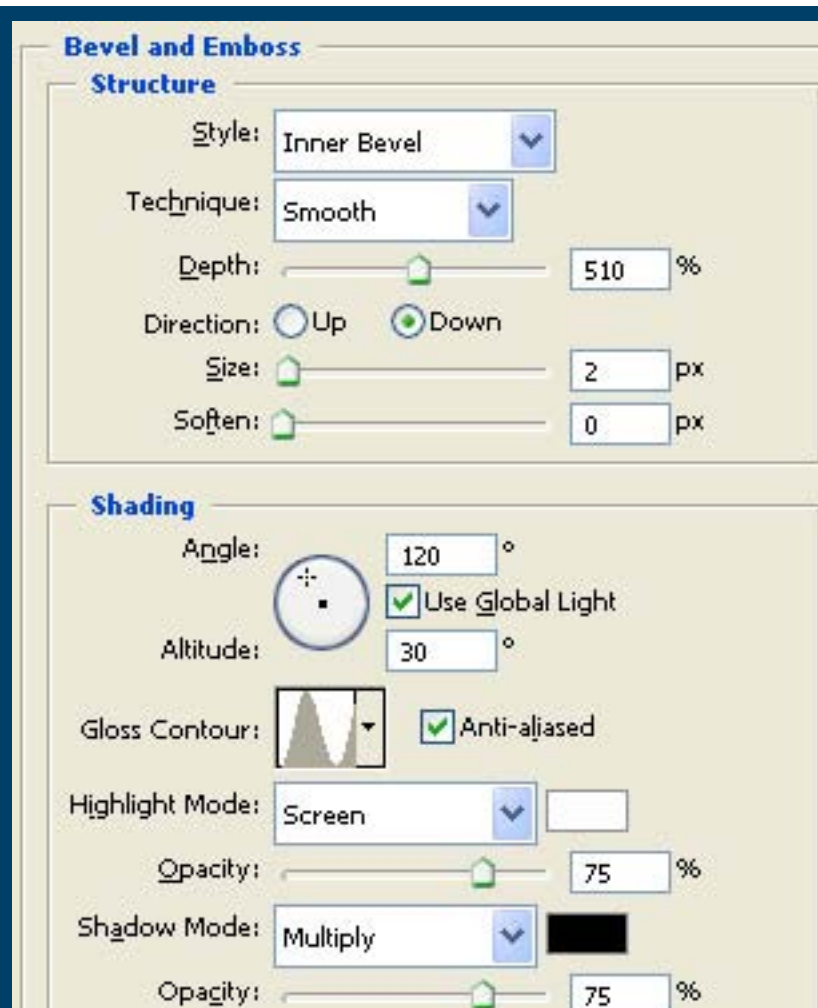 Bevel and Emboss
Structure
Style: Inner Bevel
Technique: Smooth
Depth: 510 %
Direction: Up Down
Size: 2 px
Soften: 0 px
Shading
Angle: 120 °
Use Global Light
Altitude: 30 °
Gloss Contour: Anti-aliased
Highlight Mode: Screen
Opacity: 75 %
Shadow Mode: Multiply
Opacity: 75 %